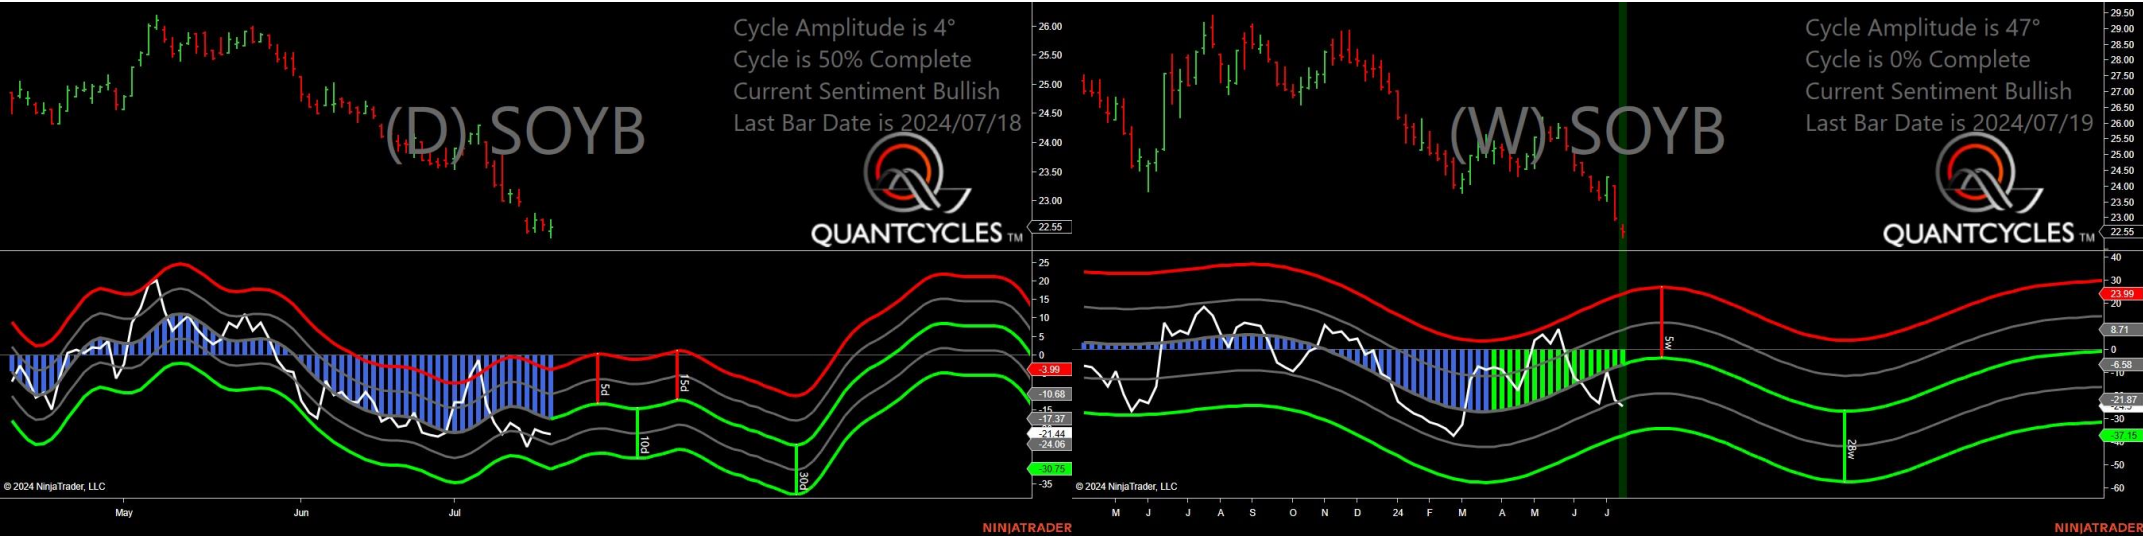 Cycle Amplitude is 4°
Cycle is 50% Complete
Current Sentiment Bullish
Last Bar Date is 2024/07/18
(D) SOYB
QUANTCYCLES TM
26.00
25.50
25.00
24.50
24.00
23.50
23.00
22.55
25
20
15
10
5
0
-3.99
-10.68
-15
-17.37
-21.44
-24.06
-30.75
-35
5d
10d
15d
30d
© 2024 NinjaTrader, LLC
May Jun Jul
NINJATRADER
Cycle Amplitude is 47°
Cycle is 0% Complete
Current Sentiment Bullish
Last Bar Date is 2024/07/19
(W) SOYB
QUANTCYCLES TM
29.50
29.00
28.50
28.00
27.50
27.00
26.50
26.00
25.50
25.00
24.50
24.00
23.50
23.00
22.55
40
30
23.99
20
8.71
0
-6.58
-10
-21.87
-30
-37.15
-40
-50
-60
5w
28w
© 2024 NinjaTrader, LLC
M J J A S O N D 24 F M A M J J
NINJATRADER